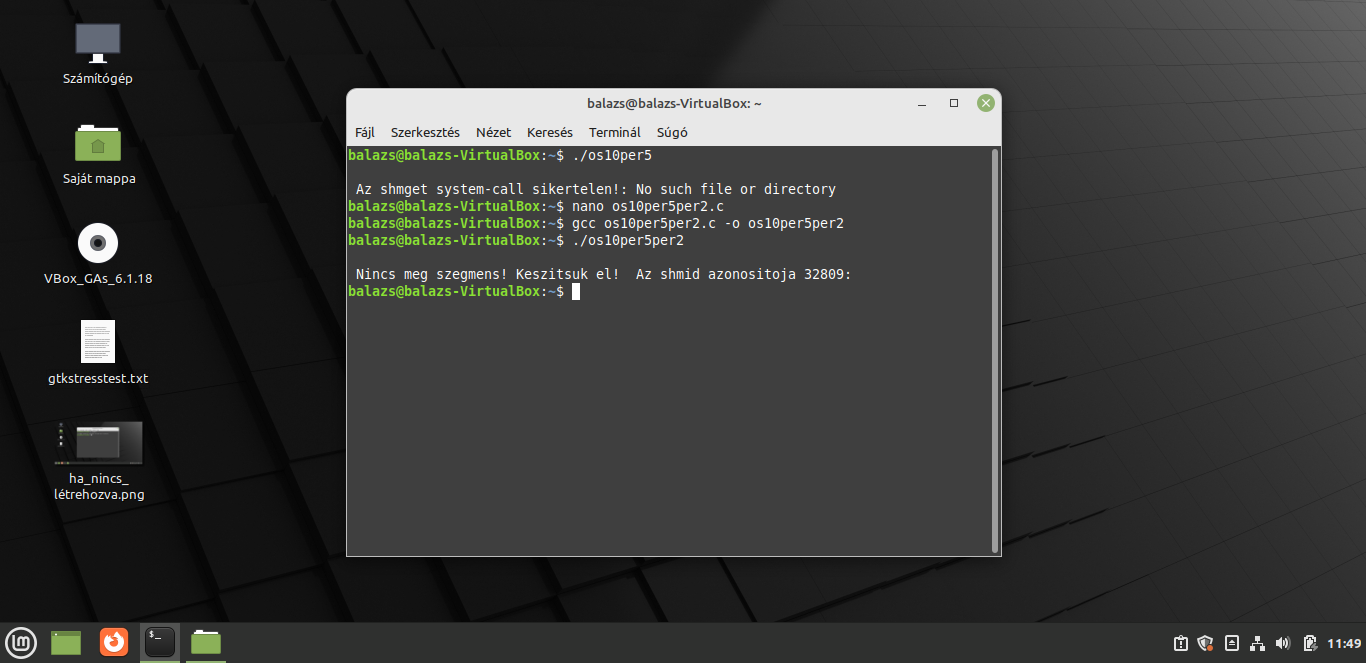 Számítógép
Saját mappa
VBox_GAs_6.1.18
gtkstresstest.txt
ha_nincs_
létrehozva.png
balazs@balazs-VirtualBox: ~
Fájl Szerkesztés Nézet Keresés Terminál Súgó
balazs@balazs-VirtualBox:~$ ./os10per5
Az shmget system-call sikertelen!: No such file or directory
balazs@balazs-VirtualBox:~$ nano os10per5per2.c
balazs@balazs-VirtualBox:~$ gcc os10per5per2.c -o os10per5per2
balazs@balazs-VirtualBox:~$ ./os10per5per2
Nincs meg szegmens! Keszitsuk el!  Az shmid azonositoja 32809:
balazs@balazs-VirtualBox:~$
$_
11:49